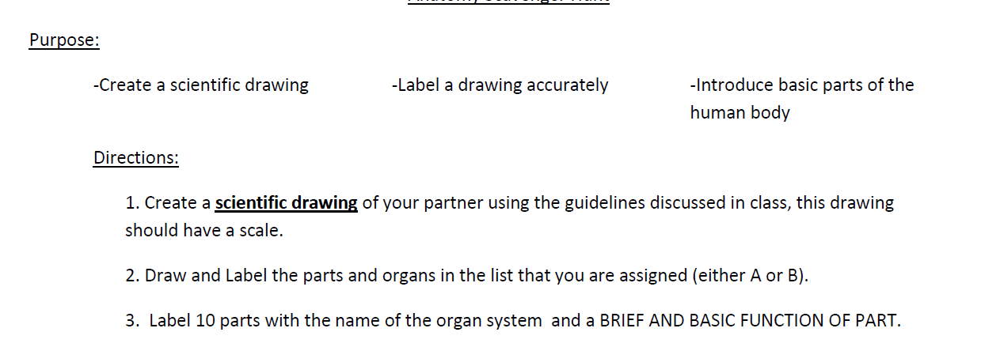 Purpose:
-Create a scientific drawing -Label a drawing accurately -Introduce basic parts of the
human body
Directions:
1. Create a scientific drawing of your partner using the guidelines discussed in class, this drawing
should have a scale.
2. Draw and Label the parts and organs in the list that you are assigned (either A or B).
3. Label 10 parts with the name of the organ system and a BRIEF AND BASIC FUNCTION OF PART.